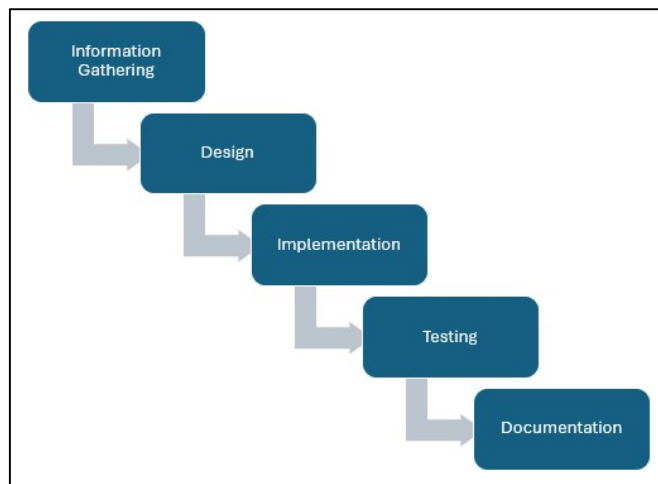 Information
Gathering
Design
Implementation
Testing
Documentation